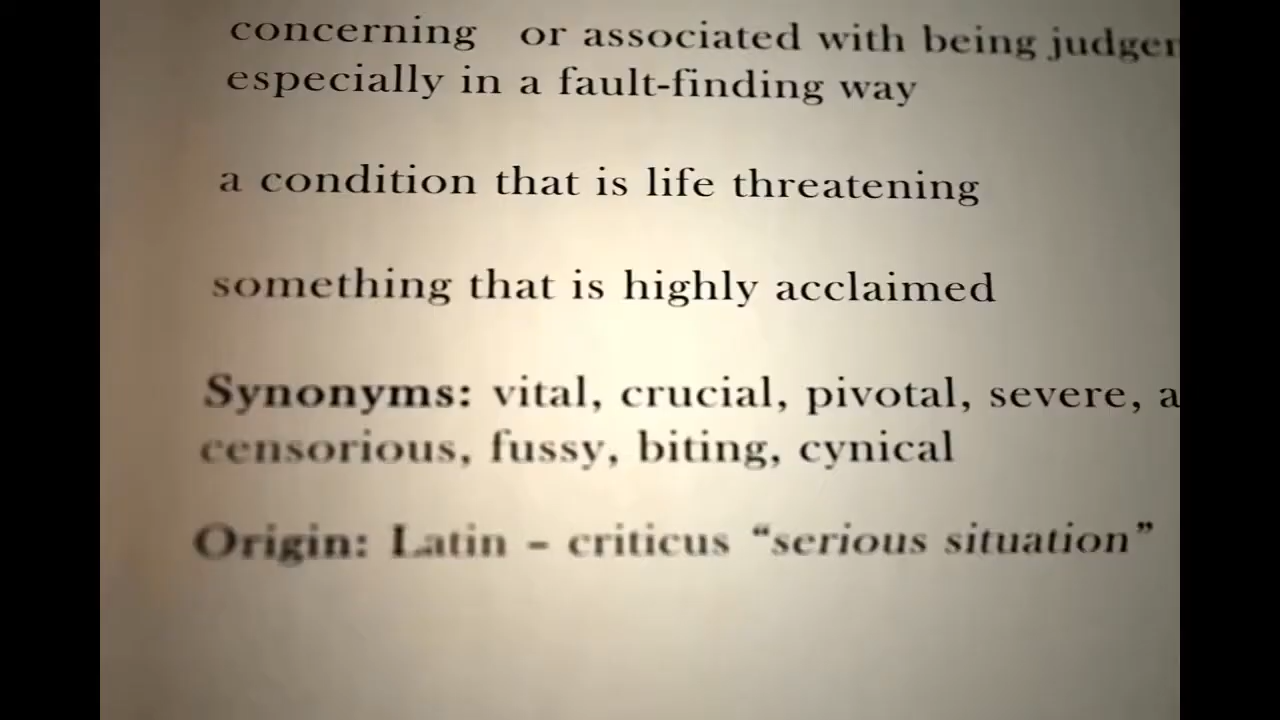 concerning or associated with being
especially in a fault-finding way
a condition that is life threatening
something that is highly acclaimed
Synonyms: vital, crucial, pivotal, severe,
censorious, fussy, biting, cynical
Origin: Latin – criticus “serious situation”